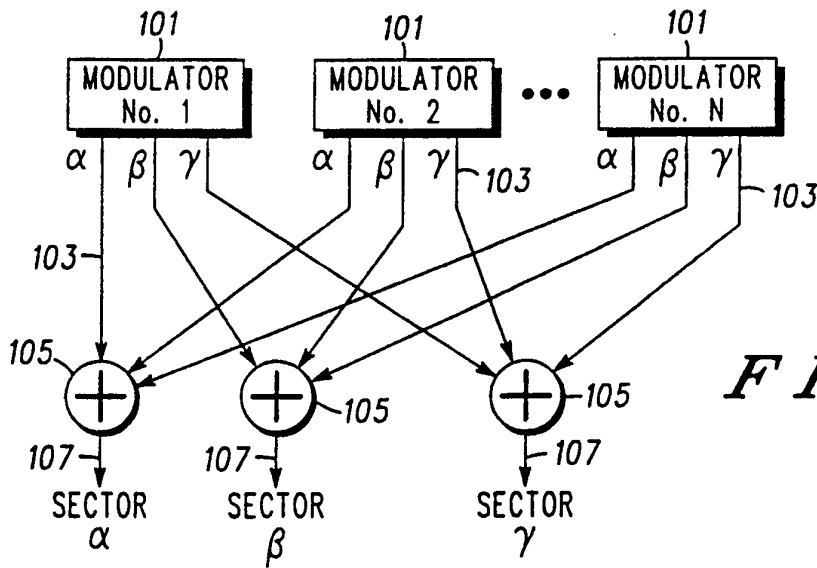 101 101 101
MODULATOR No. 1
MODULATOR No. 2
MODULATOR No. N
α β γ α β γ α β γ
103 103
103
105
105 105
F I
107 107 107
SECTOR α
SECTOR β
SECTOR γ